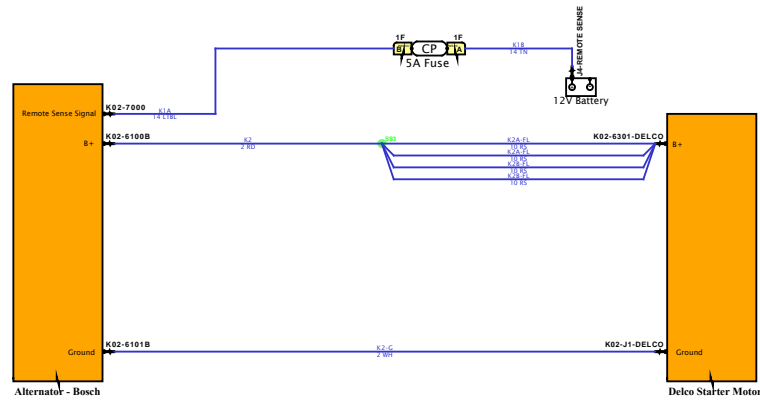 1F
1F
B
CP
A
5A Fuse
K1B
14 TN
J4-REMOTE SENSE
12V Battery
K02-7000
Remote Sense Signal
K1A
14 LTBL
K02-6100B
B+
K2
2 RD
S83
K2A-FL
10 RS
K2A-FL
10 RS
K2B-FL
10 RS
K2B-FL
10 RS
K02-6301-DELCO
B+
K02-6101B
Ground
K2-G
2 WH
K02-J1-DELCO
Ground
Alternator - Bosch
Delco Starter Motor